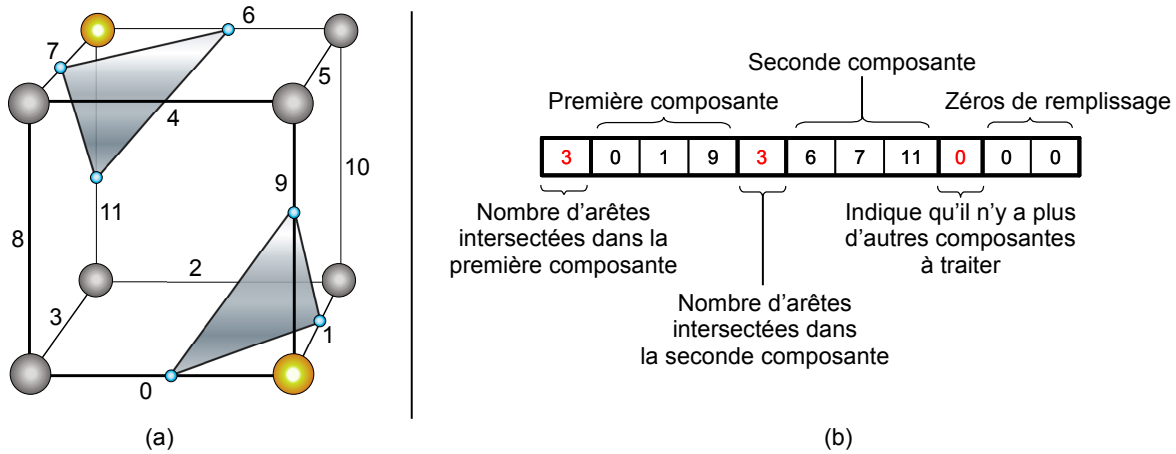 6
7
5
4
10
9
11
8
2
3
1
0
(a)
Seconde composante
Première composante
Zéros de remplissage
3 0 1 9 3 6 7 11 0 0 0
Nombre d'arêtes
intersectées dans la
première composante
Indique qu'il n'y a plus
d'autres composantes
à traiter
Nombre d'arêtes
intersectées dans
la seconde composante
(b)